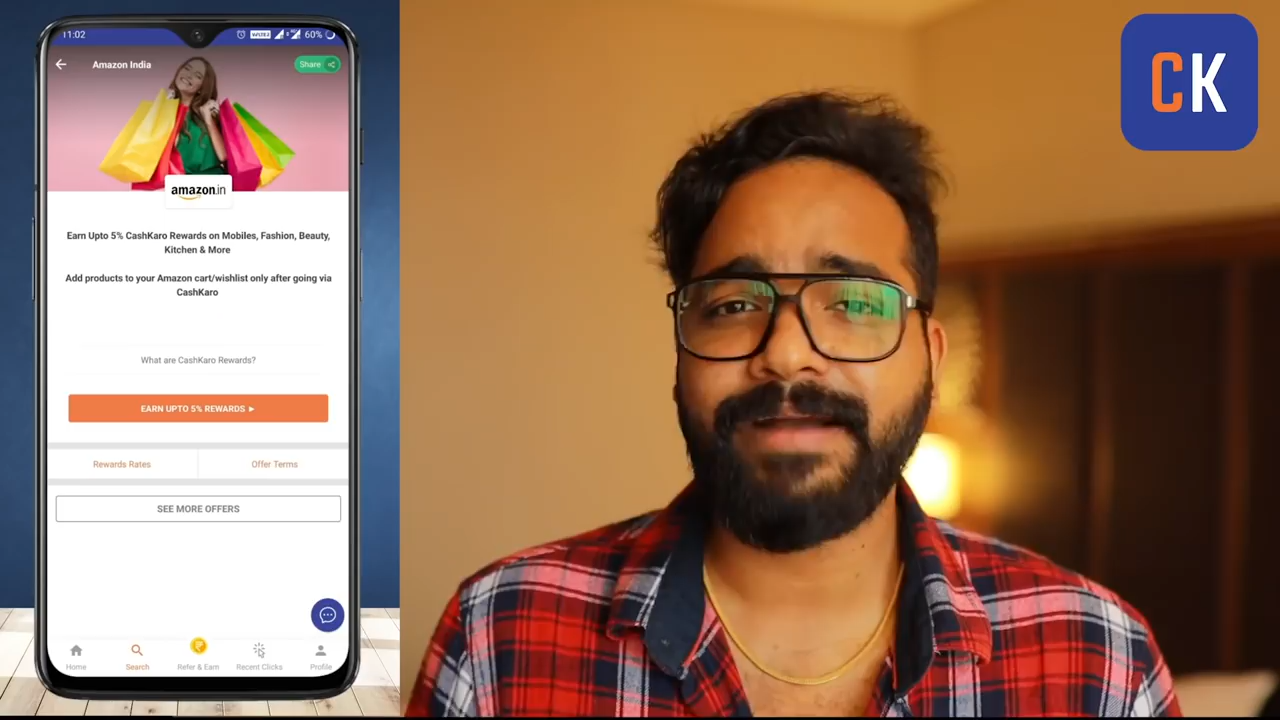 11:02
60%
Amazon India
Share
amazon.in
Earn Upto 5% CashKaro Rewards on Mobiles, Fashion, Beauty,
Kitchen & More
Add products to your Amazon cart/wishlist only after going via
CashKaro
What are CashKaro Rewards?
EARN UPTO 5% REWARDS ►
Rewards Rates
Offer Terms
SEE MORE OFFERS
Home
Search
Refer & Earn
Recent Clicks
Profile
CK